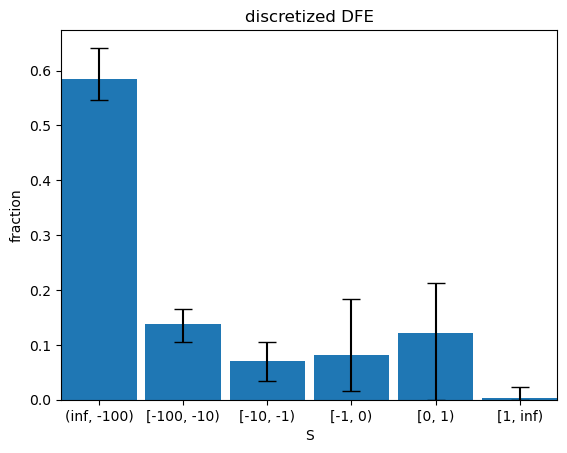 discretized DFE
fraction
0.6
0.5
0.4
0.3
0.2
0.1
0.0
(inf, -100) [-100, -10) [-10, -1) [-1, 0) [0, 1) [1, inf)
S